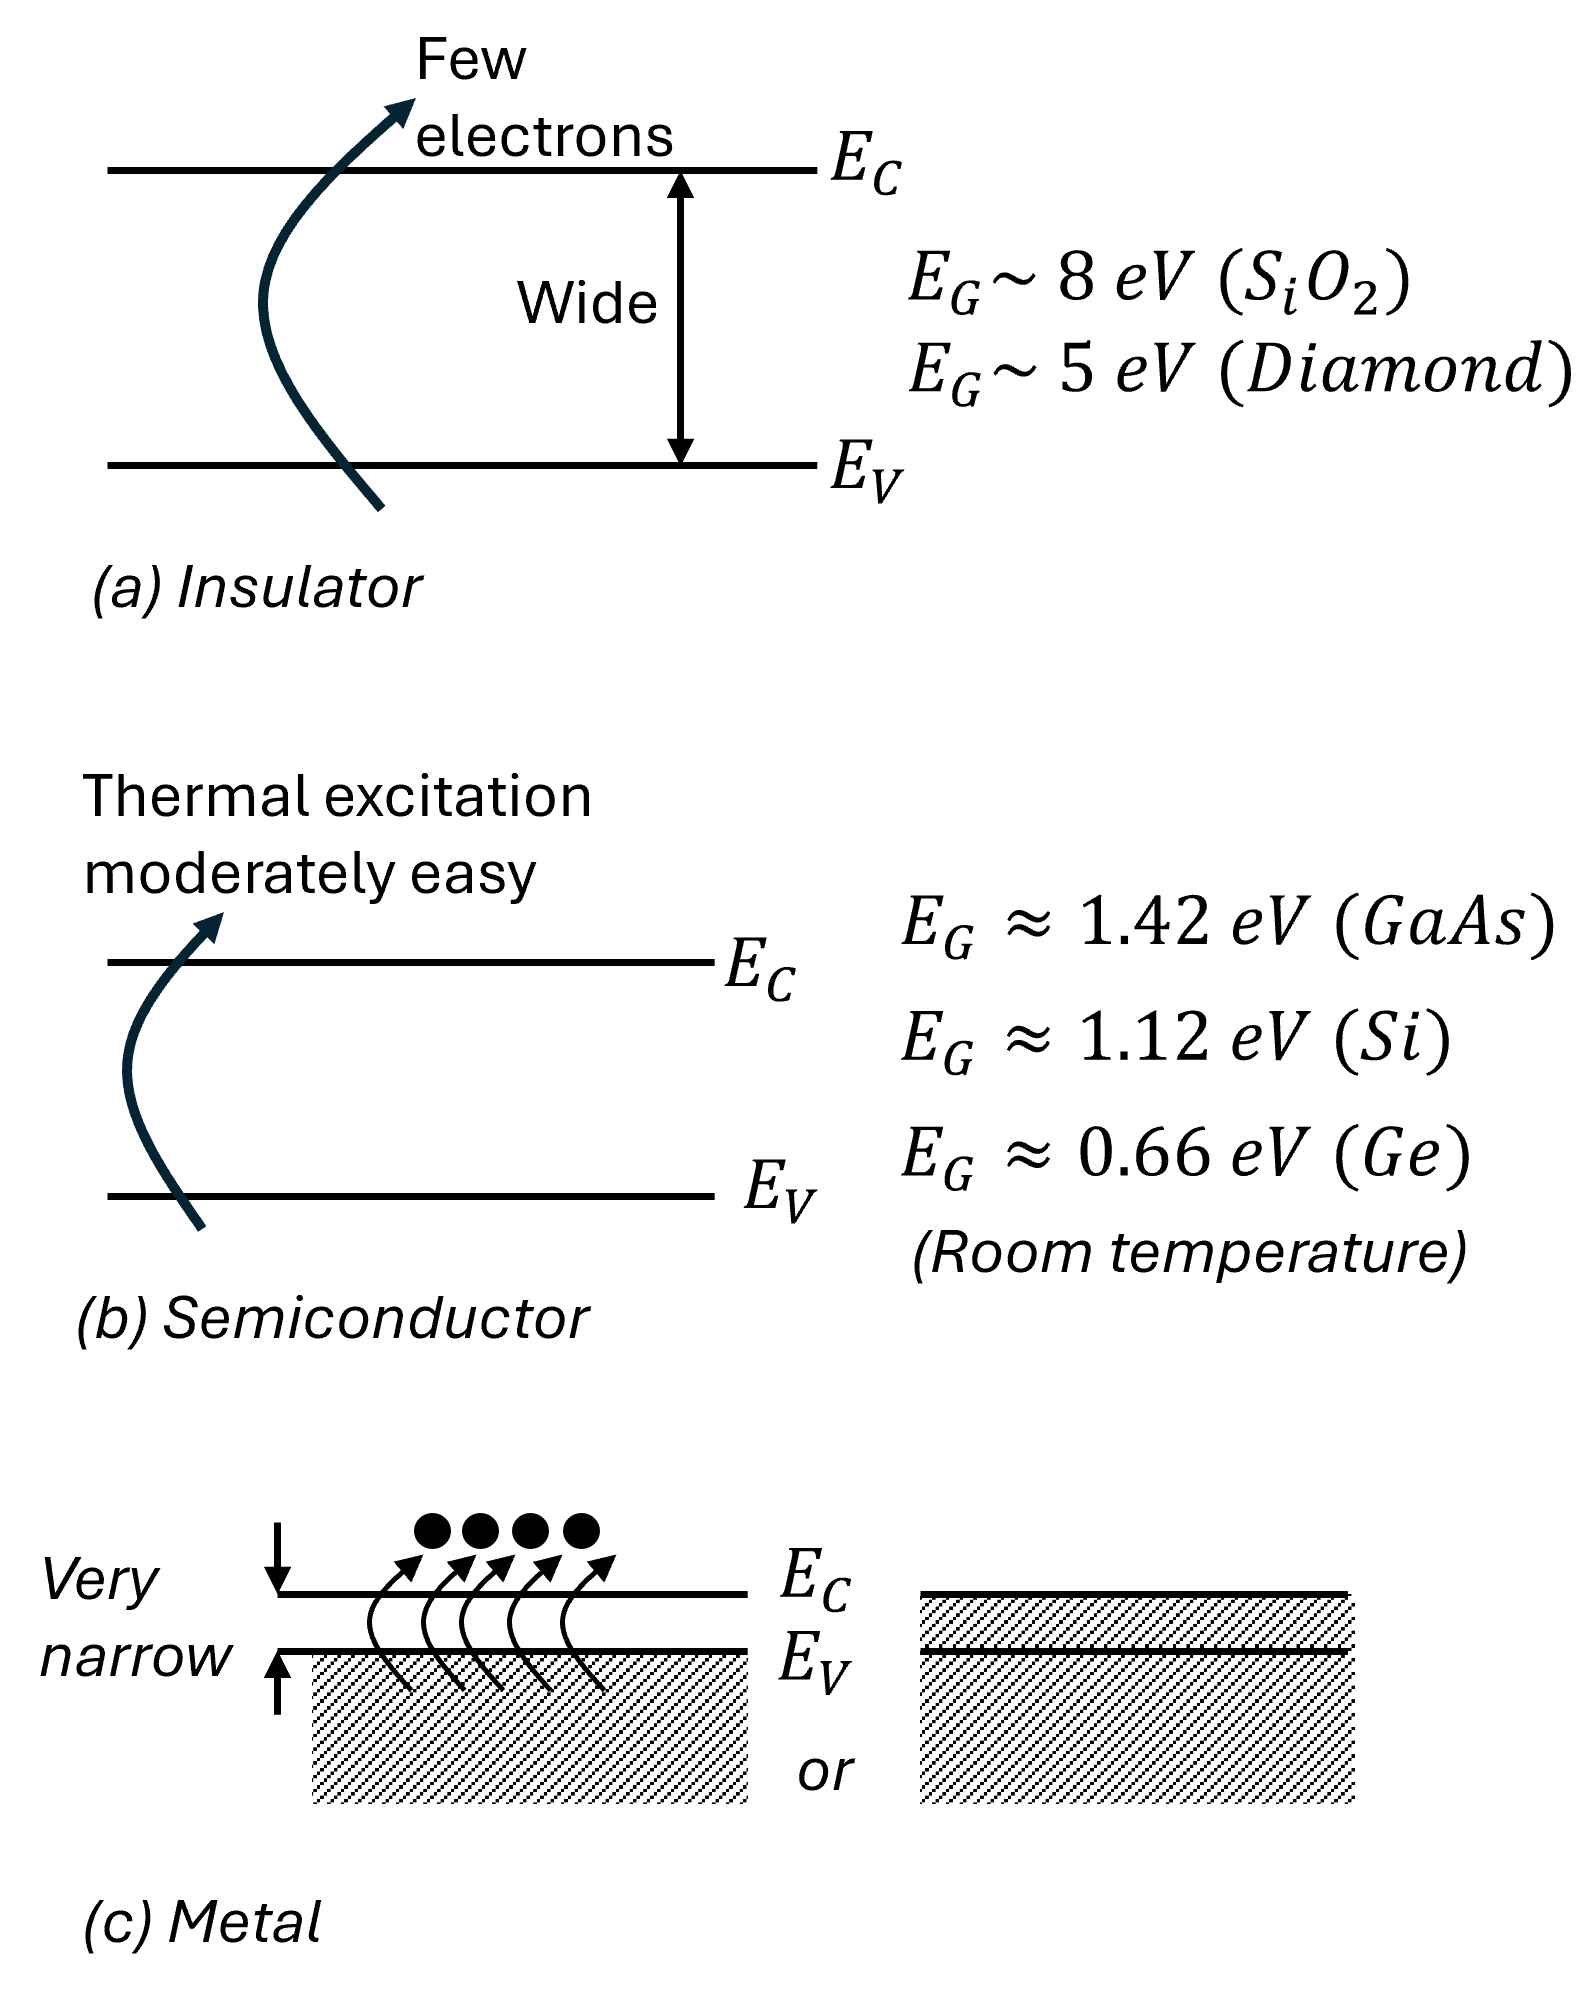 Few
electrons
E_C
Wide
E_G ~ 8 eV (S_iO_2)
E_G ~ 5 eV (Diamond)
E_V
(a) Insulator
Thermal excitation
moderately easy
E_C
E_G ≈ 1.42 eV (GaAs)
E_G ≈ 1.12 eV (Si)
E_G ≈ 0.66 eV (Ge)
E_V
(Room temperature)
(b) Semiconductor
Very
narrow
E_C
E_V
or
(c) Metal